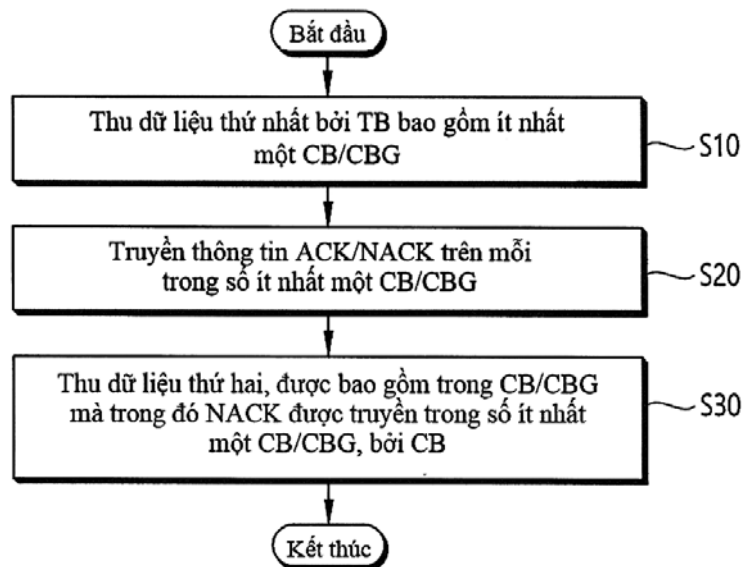 Bắt đầu
Thu dữ liệu thứ nhất bởi TB bao gồm ít nhất
một CB/CBG
S10
Truyền thông tin ACK/NACK trên mỗi
trong số ít nhất một CB/CBG
S20
Thu dữ liệu thứ hai, được bao gồm trong CB/CBG
mà trong đó NACK được truyền trong số ít nhất
một CB/CBG, bởi CB
S30
Kết thúc